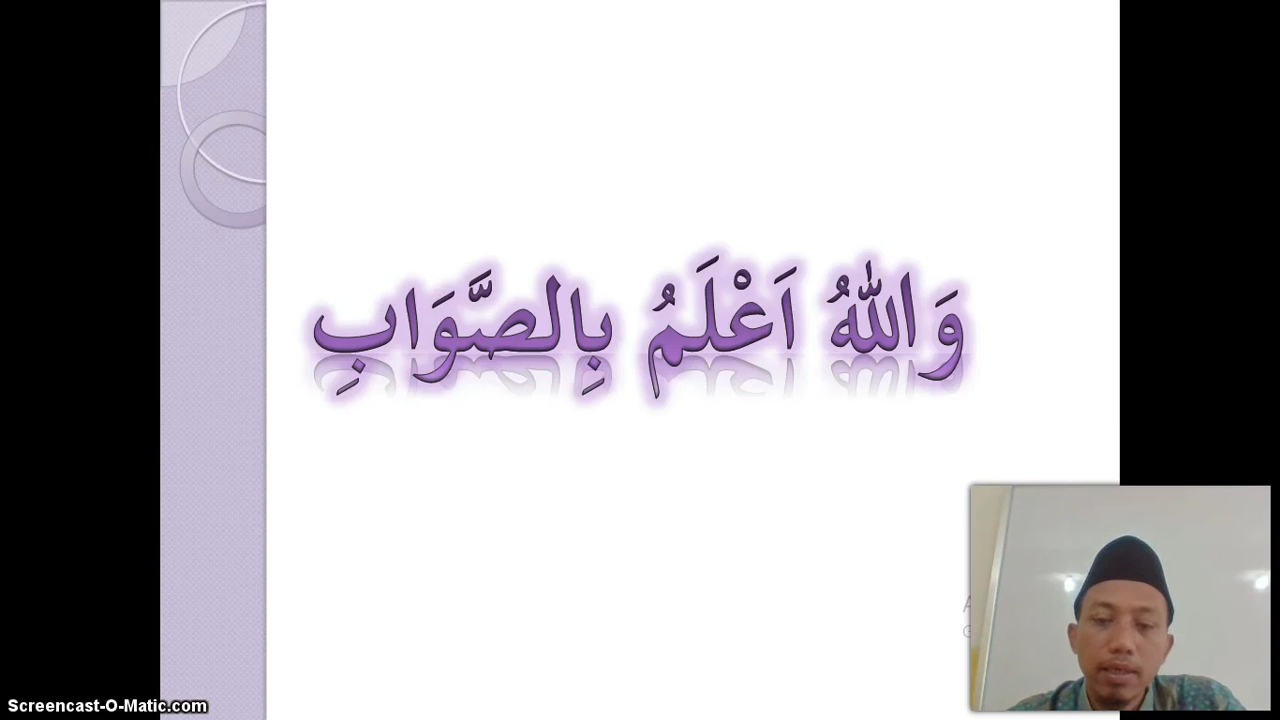 وَاللّٰهُ اَعْلَمُ بِالصَّوَابِ
Screencast-O-Matic.com